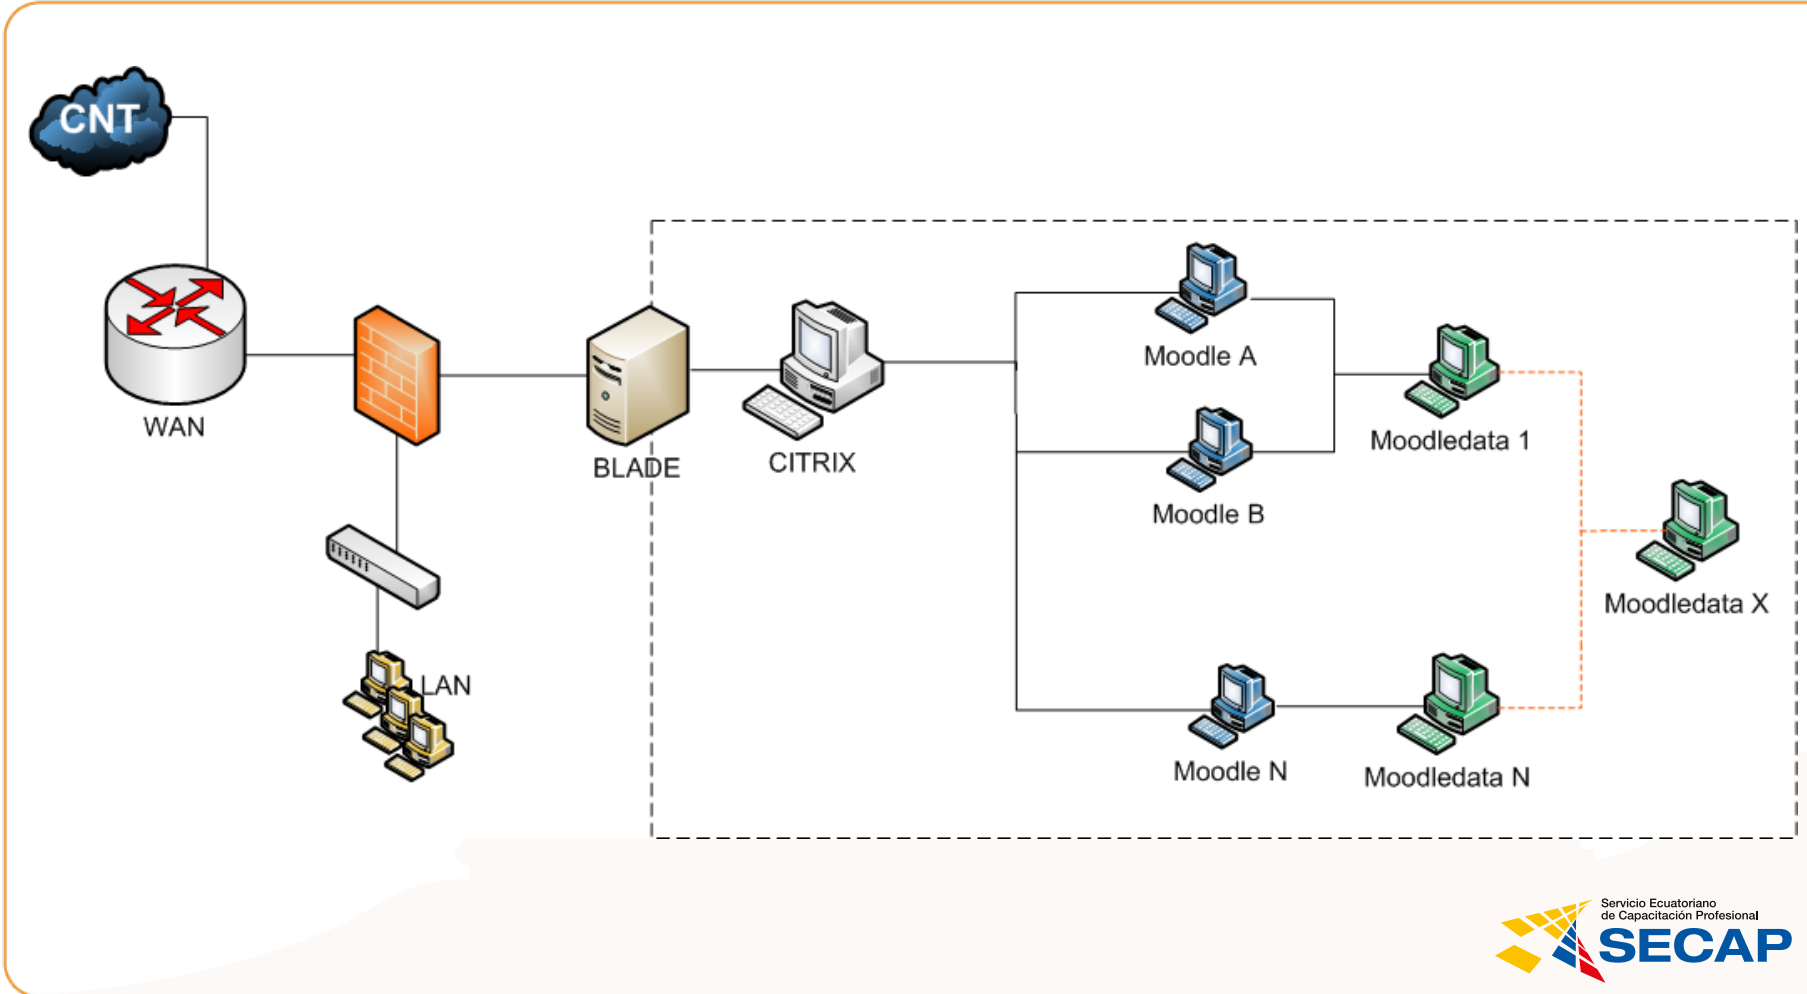 CNT
WAN
BLADE
CITRIX
LAN
Moodle A
Moodle B
Moodle N
Moodledata 1
Moodledata N
Moodledata X
Servicio Ecuatoriano
de Capacitación Profesional
SECAP